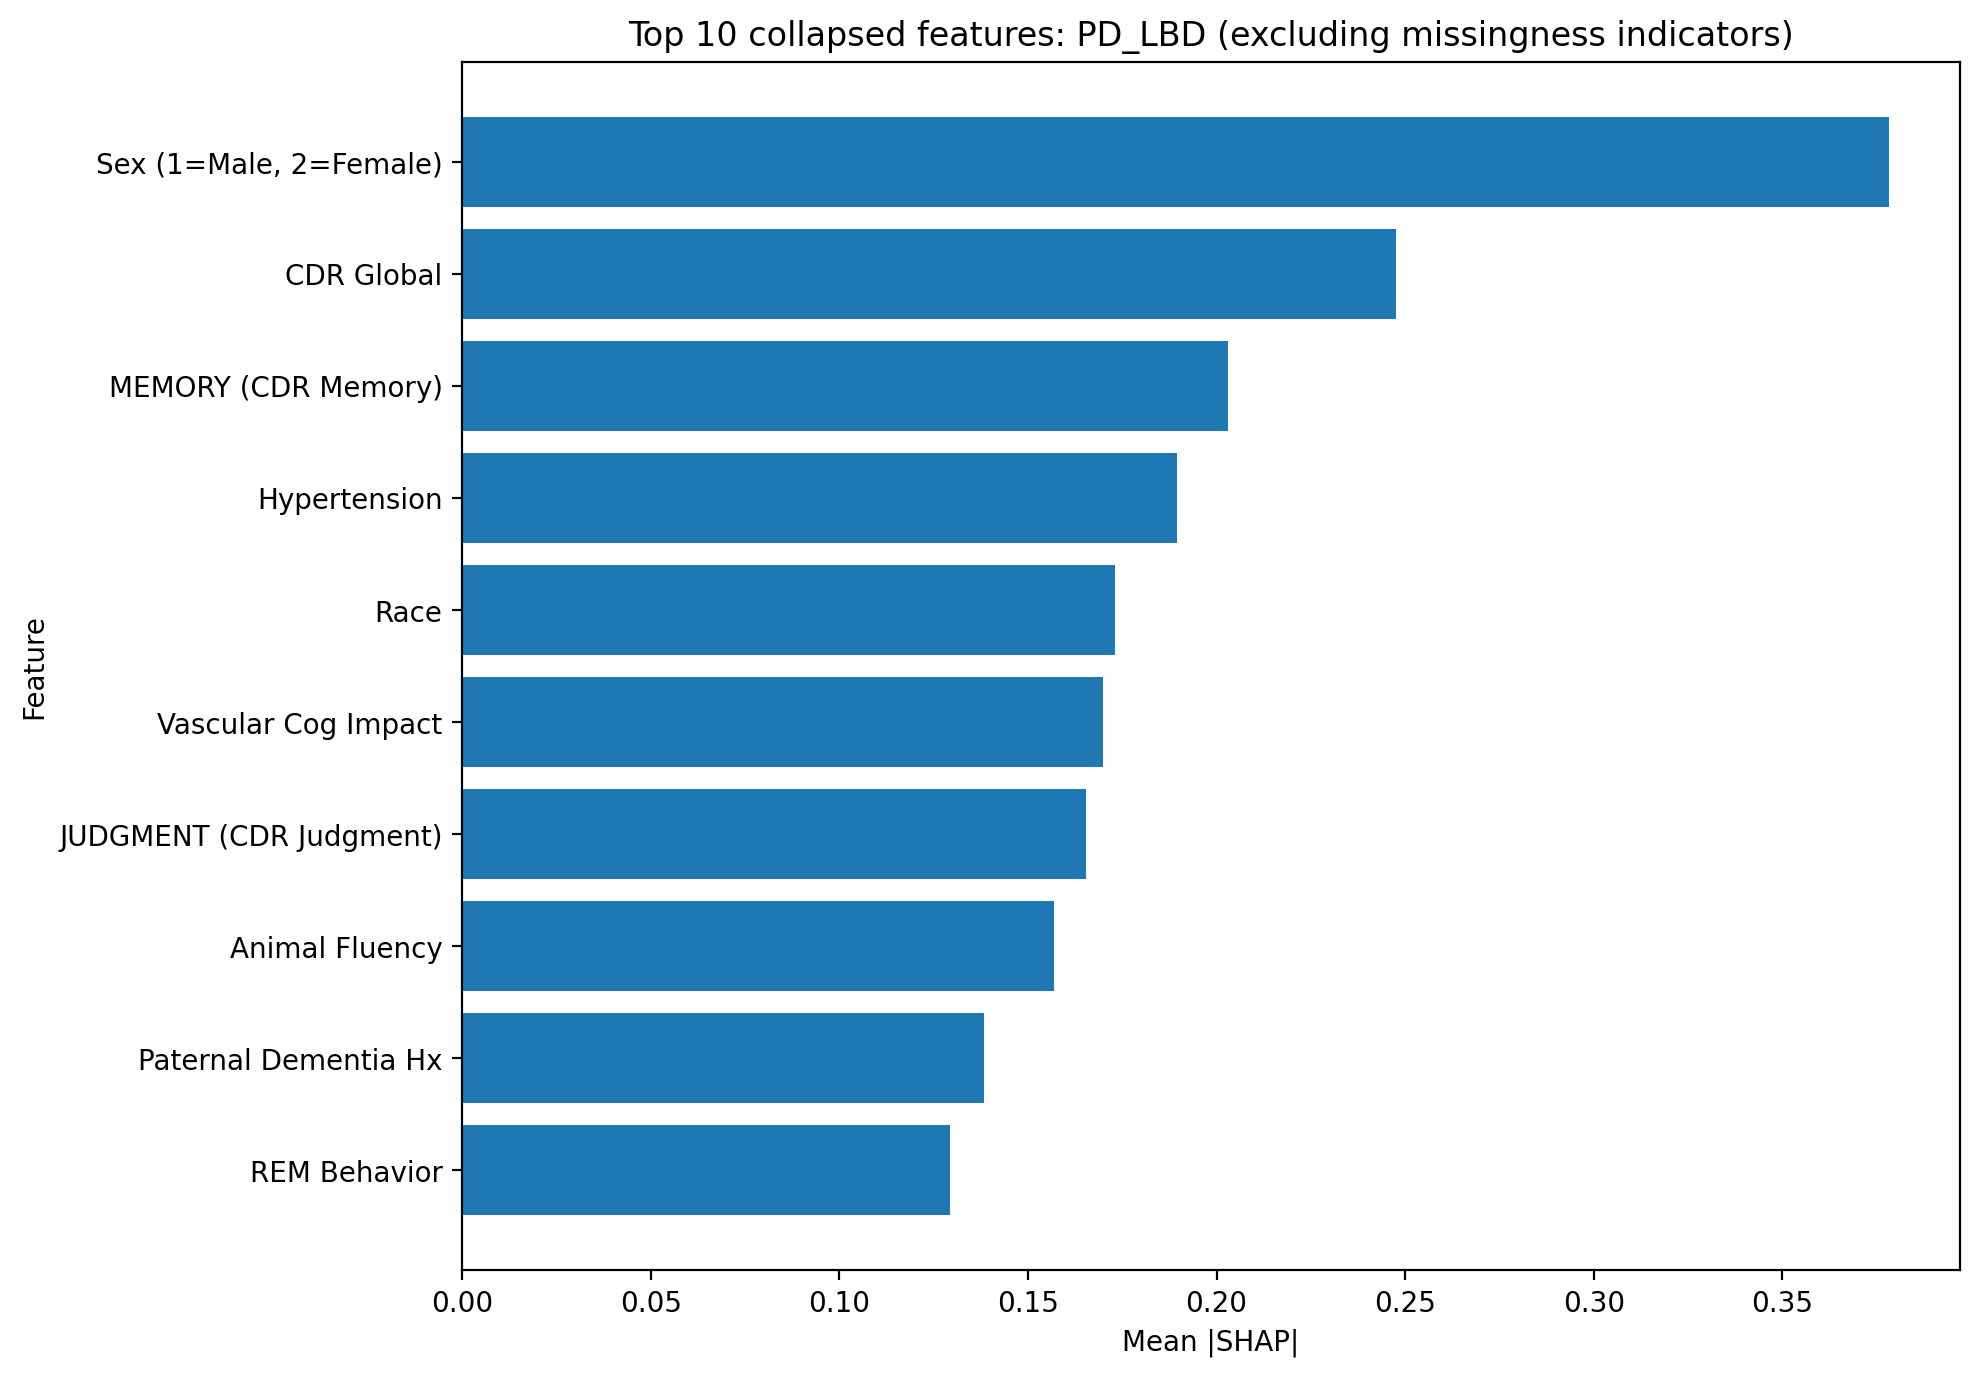 Top 10 collapsed features: PD_LBD (excluding missingness indicators)
Feature
Sex (1=Male, 2=Female)
CDR Global
MEMORY (CDR Memory)
Hypertension
Race
Vascular Cog Impact
JUDGMENT (CDR Judgment)
Animal Fluency
Paternal Dementia Hx
REM Behavior
0.00 0.05 0.10 0.15 0.20 0.25 0.30 0.35
Mean |SHAP|